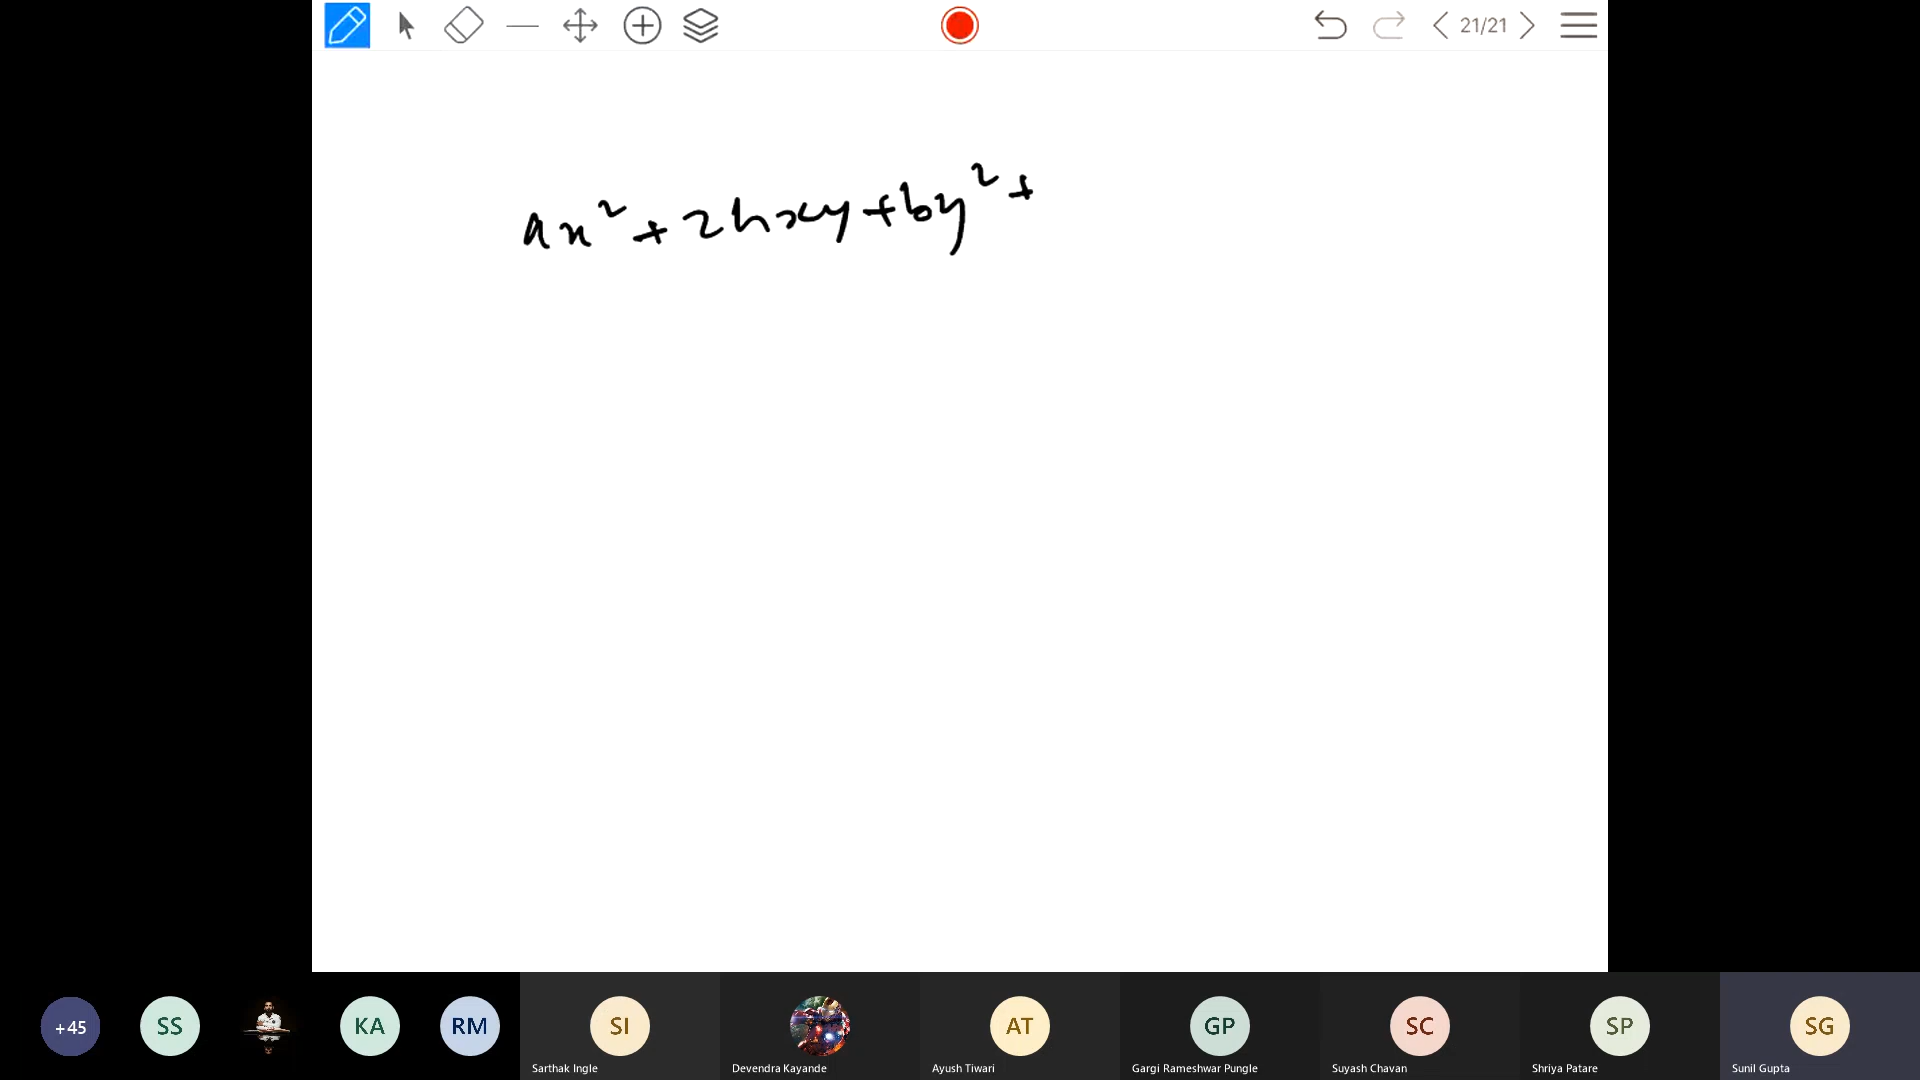 21/21
ax² + 2hxy + by² +
+45
SS
KA
RM
SI
AT
GP
SC
SP
SG
Sarthak Ingle
Devendra Kayande
Ayush Tiwari
Gargi Rameshwar Pungle
Suyash Chavan
Shriya Patare
Sunil Gupta